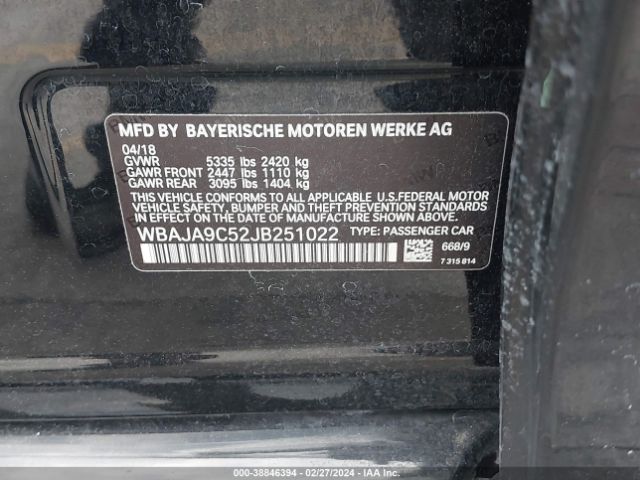 MFD BY BAYERISCHE MOTOREN WERKE AG
04/18
GVWR 5335 lbs 2420 kg
GAWR FRONT 2447 lbs 1110 kg
GAWR REAR 3095 lbs 1404 kg
THIS VEHICLE CONFORMS TO ALL APPLICABLE U.S.FEDERAL MOTOR
VEHICLE SAFETY, BUMPER, AND THEFT PREVENTION STANDARDS
IN EFFECT ON THE DATE OF MANUFACTURE SHOWN ABOVE.
WBAJA9C52JB251022 TYPE: PASSENGER CAR
668/9
7 315 814
000-38846394 - 02/27/2024 - IAAI.COM